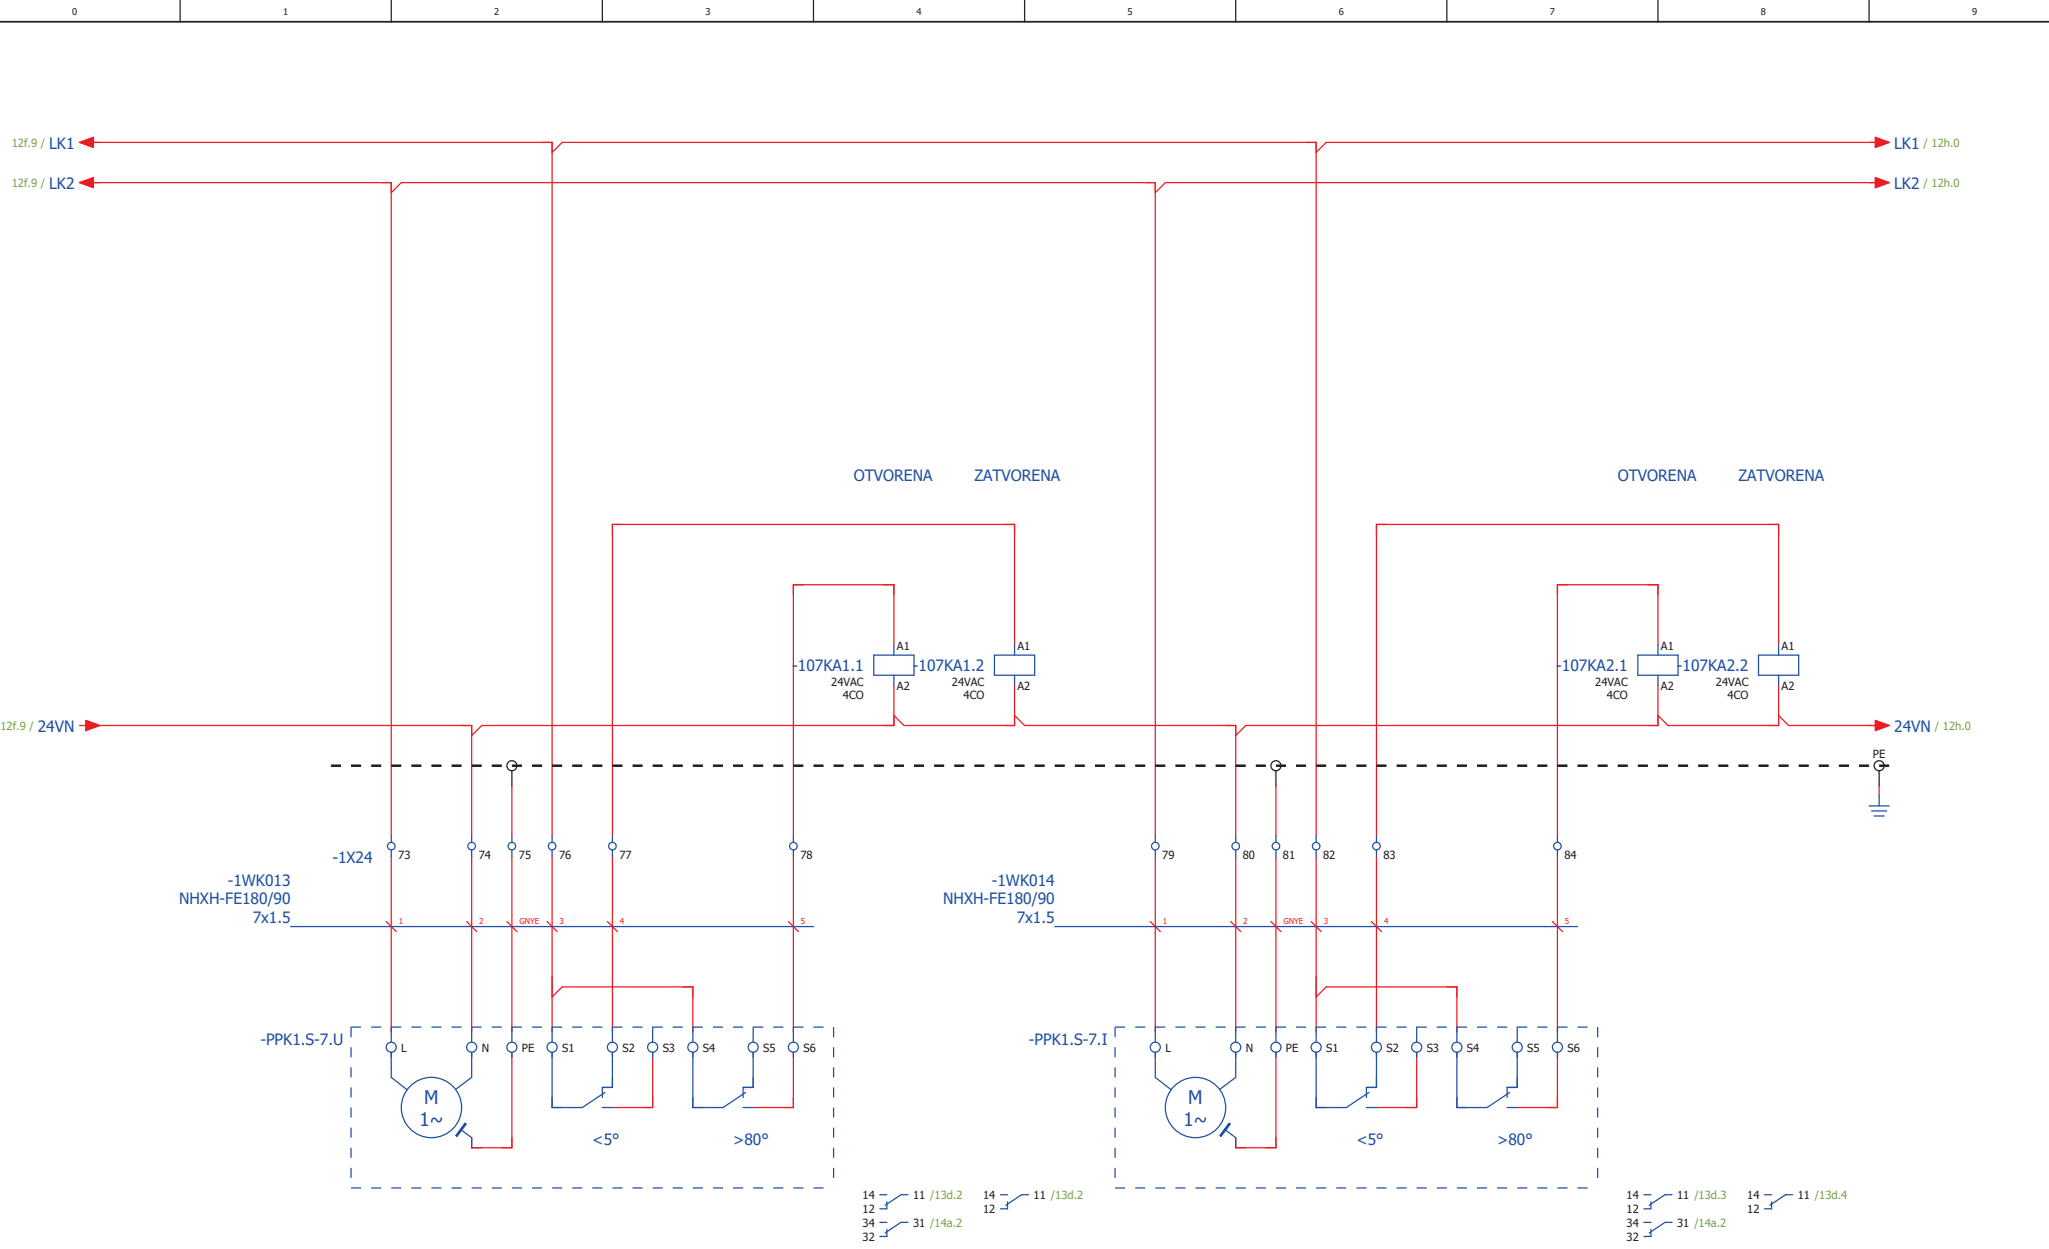 0 1 2 3 4 5 6 7 8 9
12f.9 / LK1 LK1 / 12h.0
12f.9 / LK2 LK2 / 12h.0
OTVORENA ZATVORENA OTVORENA ZATVORENA
A1 A1 A1 A1
-107KA1.1 -107KA1.2 -107KA2.1 -107KA2.2
24VAC 24VAC 24VAC 24VAC
A2 A2 A2 A2
4CO 4CO 4CO 4CO
12f.9 / 24VN 24VN / 12h.0
PE
-1X24 73 74 75 76 77 78 79 80 81 82 83 84
-1WK013 -1WK014
NHXH-FE180/90 NHXH-FE180/90
7x1.5 7x1.5
1 2 GNYE 3 4 5 1 2 GNYE 3 4 5
-PPK1.S-7.U L N PE S1 S2 S3 S4 S5 S6
-PPK1.S-7.I L N PE S1 S2 S3 S4 S5 S6
M M
1~ 1~
<5° >80° <5° >80°
14 11 /13d.2 14 11 /13d.2 14 11 /13d.3 14 11 /13d.4
12 12 12 12
34 31 /14a.2 34 31 /14a.2
32 32